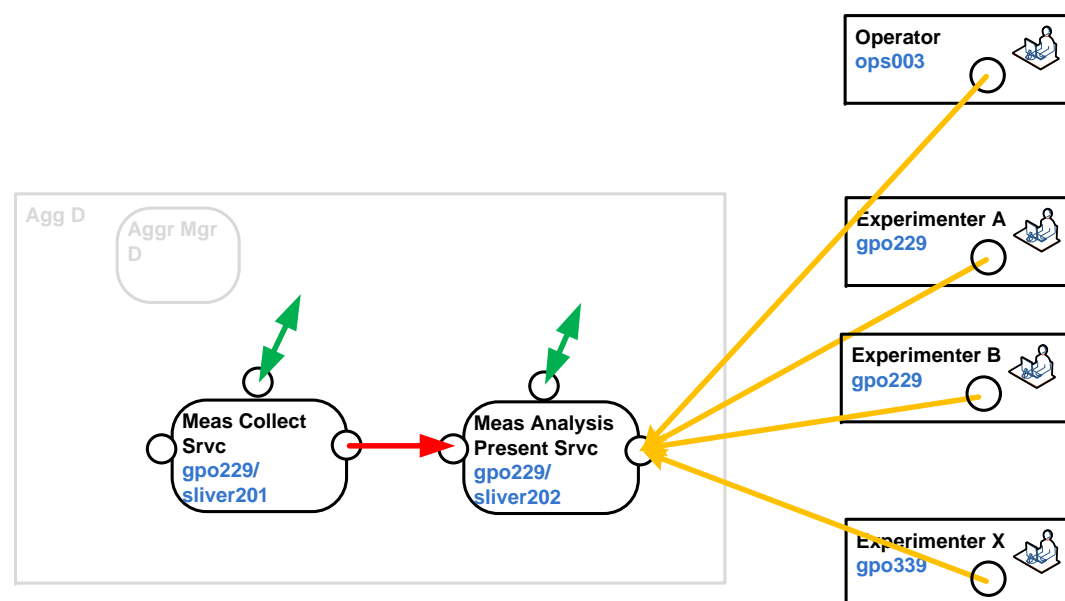 Operator
ops003
Experimenter A
gpo229
Agg D
Aggr Mgr
D
Experimenter B
gpo229
Meas Collect
Srvc
gpo229/
sliver201
Meas Analysis
Present Srvc
gpo229/
sliver202
Experimenter X
gpo339